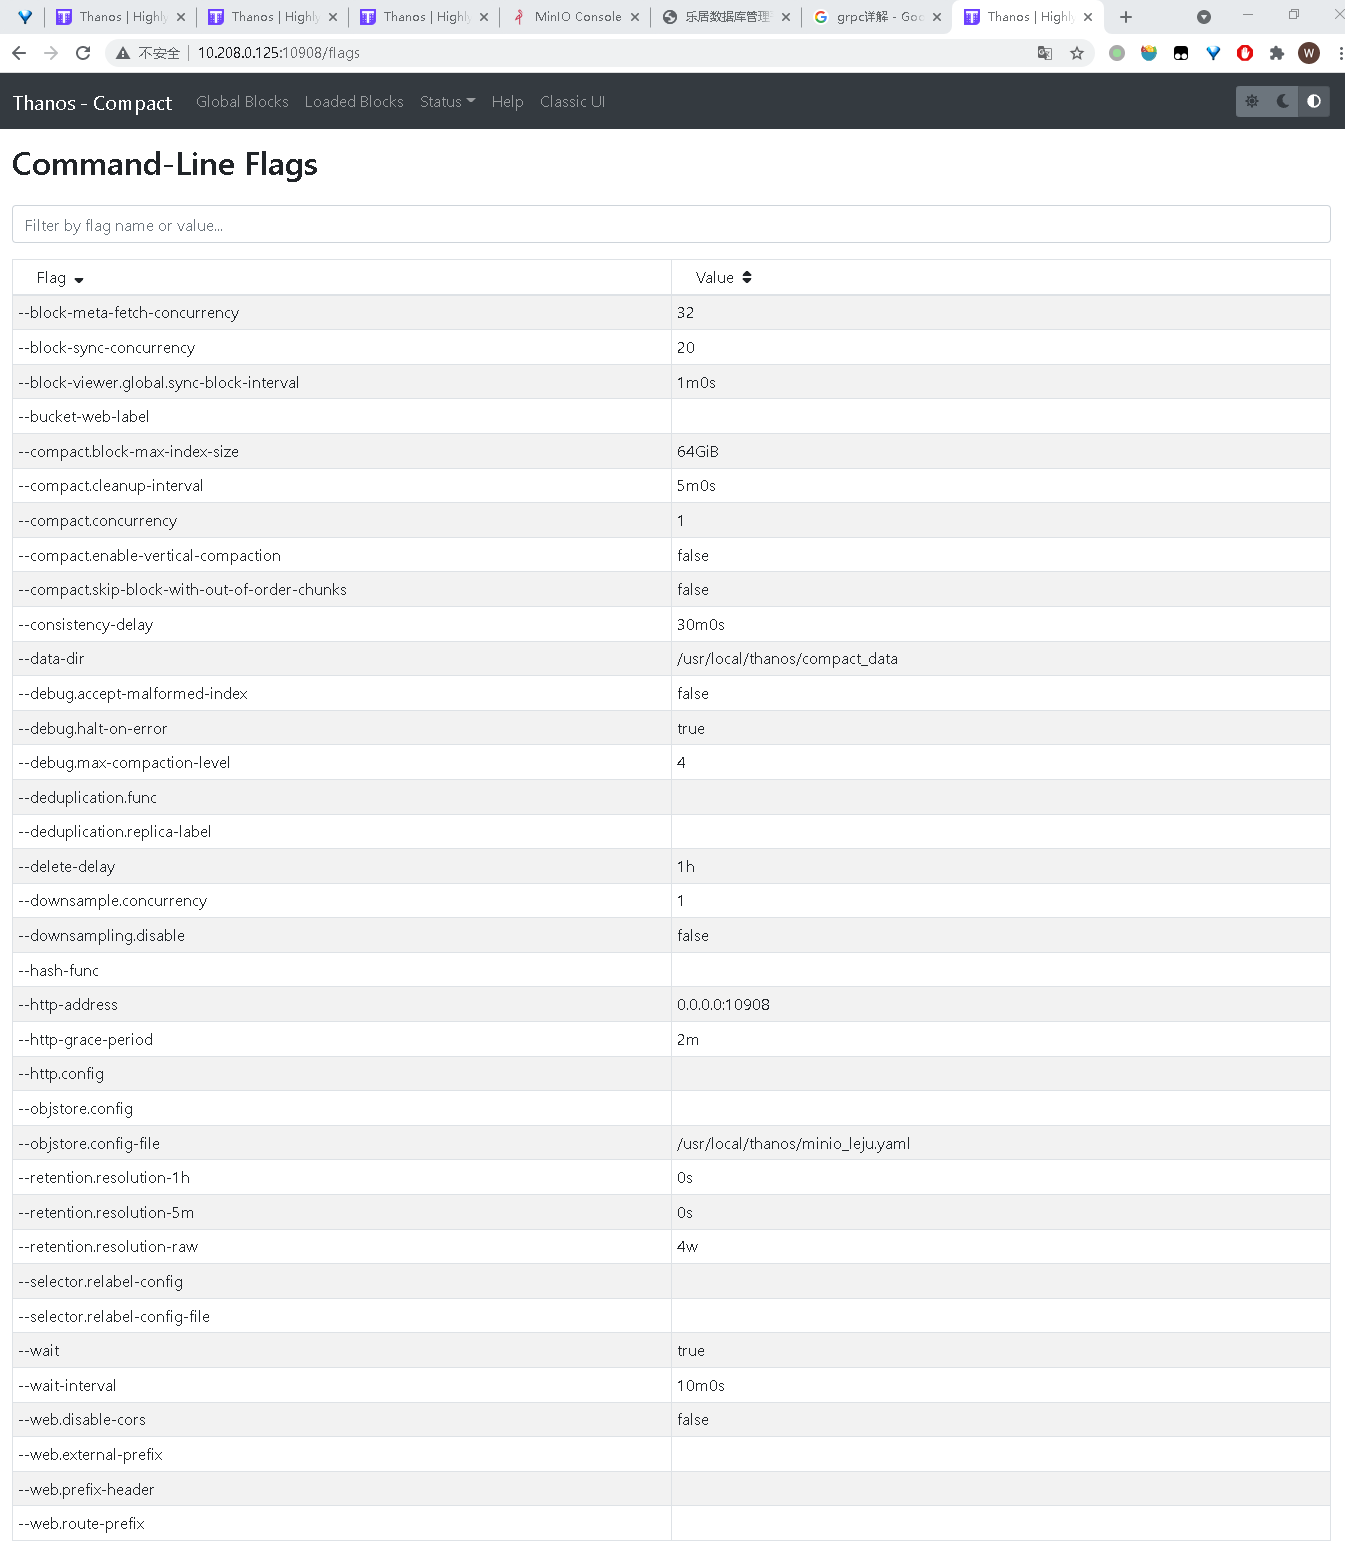 Thanos | Highly
Thanos | Highly
Thanos | Highly
MinIO Console
乐居数据库管理
grpc详解 - Goo
Thanos | Highly
不安全 10.208.0.125:10908/flags
W
Thanos - Compact Global Blocks Loaded Blocks Status Help Classic UI
Command-Line Flags
Filter by flag name or value...
Flag Value
--block-meta-fetch-concurrency 32
--block-sync-concurrency 20
--block-viewer.global.sync-block-interval 1m0s
--bucket-web-label
--compact.block-max-index-size 64GiB
--compact.cleanup-interval 5m0s
--compact.concurrency 1
--compact.enable-vertical-compaction false
--compact.skip-block-with-out-of-order-chunks false
--consistency-delay 30m0s
--data-dir /usr/local/thanos/compact_data
--debug.accept-malformed-index false
--debug.halt-on-error true
--debug.max-compaction-level 4
--deduplication.func
--deduplication.replica-label
--delete-delay 1h
--downsample.concurrency 1
--downsampling.disable false
--hash-func
--http-address 0.0.0.0:10908
--http-grace-period 2m
--http.config
--objstore.config
--objstore.config-file /usr/local/thanos/minio_leju.yaml
--retention.resolution-1h 0s
--retention.resolution-5m 0s
--retention.resolution-raw 4w
--selector.relabel-config
--selector.relabel-config-file
--wait true
--wait-interval 10m0s
--web.disable-cors false
--web.external-prefix
--web.prefix-header
--web.route-prefix